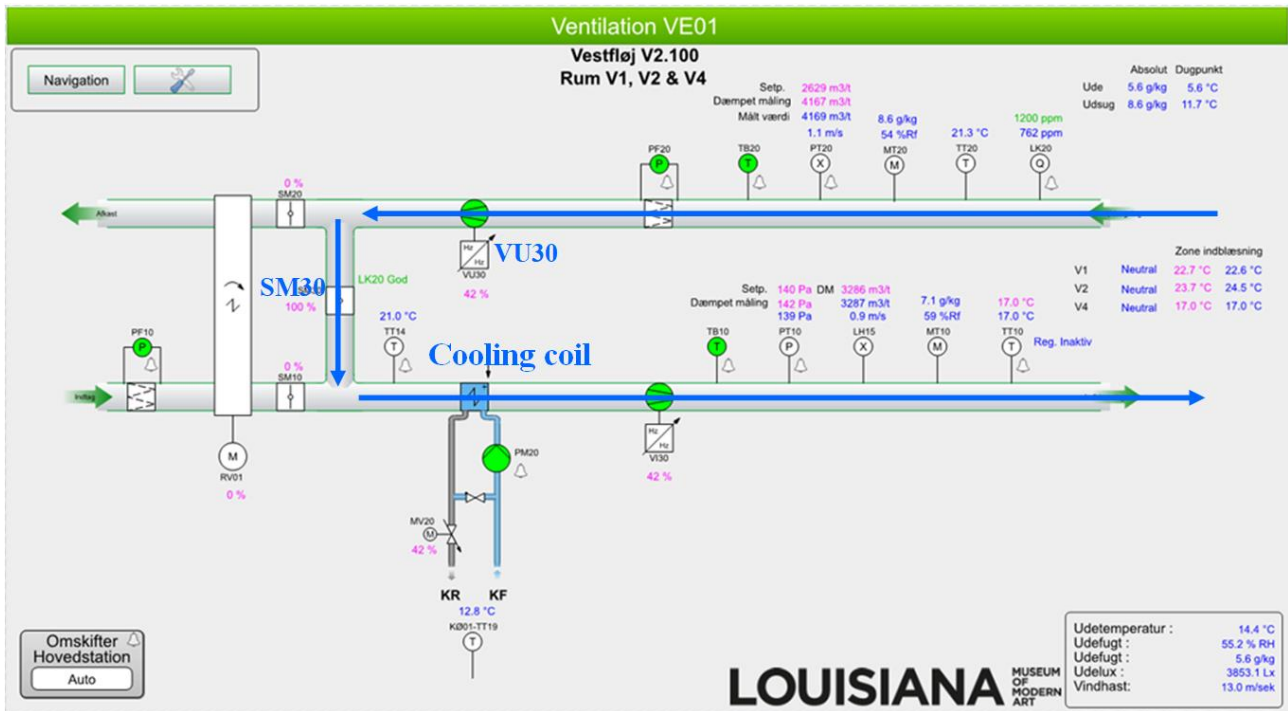 Ventilation VE01
Navigation
Vestfløj V2.100
Rum V1, V2 & V4
Absolut Dugpunkt
Ude 5.6 g/kg 5.6 °C
Udsug 8.6 g/kg 11.7 °C
Setp. 2629 m3/t
Dæmpet måling 4167 m3/t
Målt værdi 4169 m3/t 8.6 g/kg 1200 ppm
1.1 m/s 54 %Rf 21.3 °C 762 ppm
PF20 TB20 PT20 MT20 TT20 LK20
P T X M T Q
0 %
SM20
Afkast
Hz
Hz
VU30
VU30
42 %
LK20 God
SM30
100 %
Zone indblæsning
V1 Neutral 22.7 °C 22.6 °C
V2 Neutral 23.7 °C 24.5 °C
V4 Neutral 17.0 °C 17.0 °C
Setp. 140 Pa DM 3286 m3/t
Dæmpet måling 142 Pa 3287 m3/t 7.1 g/kg 17.0 °C
139 Pa 0.9 m/s 59 %Rf 17.0 °C
21.0 °C
PF10 TT14 TB10 PT10 LH15 MT10 TT10
P T T P X M T
Reg. Inaktiv
Cooling coil
0 %
SM10
Indtag
M
RV01
0 %
PM20
Hz
Hz
VI30
42 %
MV20
M
42 %
KR KF
12.8 °C
KØ01-TT19
T
Omskifter
Hovedstation
Auto
LOUISIANA MUSEUM
OF
MODERN
ART
Udetemperatur : 14.4 °C
Udefugt : 55.2 % RH
Udefugt : 5.6 g/kg
Udelux : 3853.1 Lx
Vindhast: 13.0 m/sek